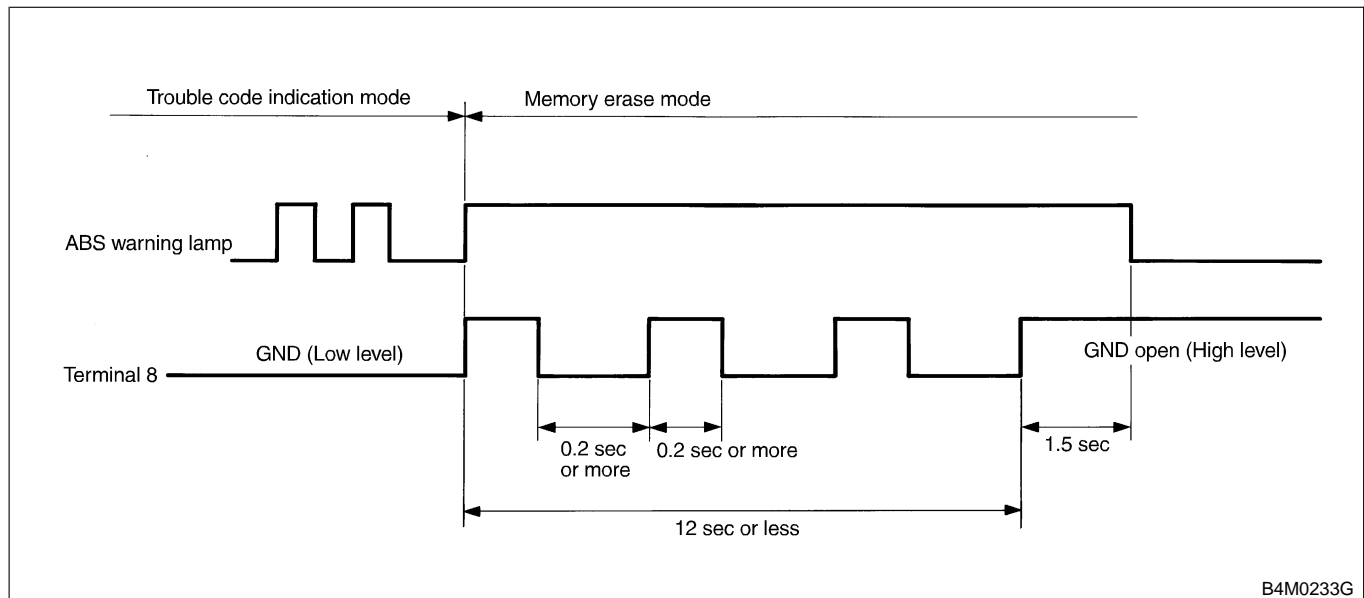 Trouble code indication mode
Memory erase mode
ABS warning lamp
GND (Low level)
GND open (High level)
Terminal 8
0.2 sec
or more
0.2 sec or more
1.5 sec
12 sec or less
B4M0233G